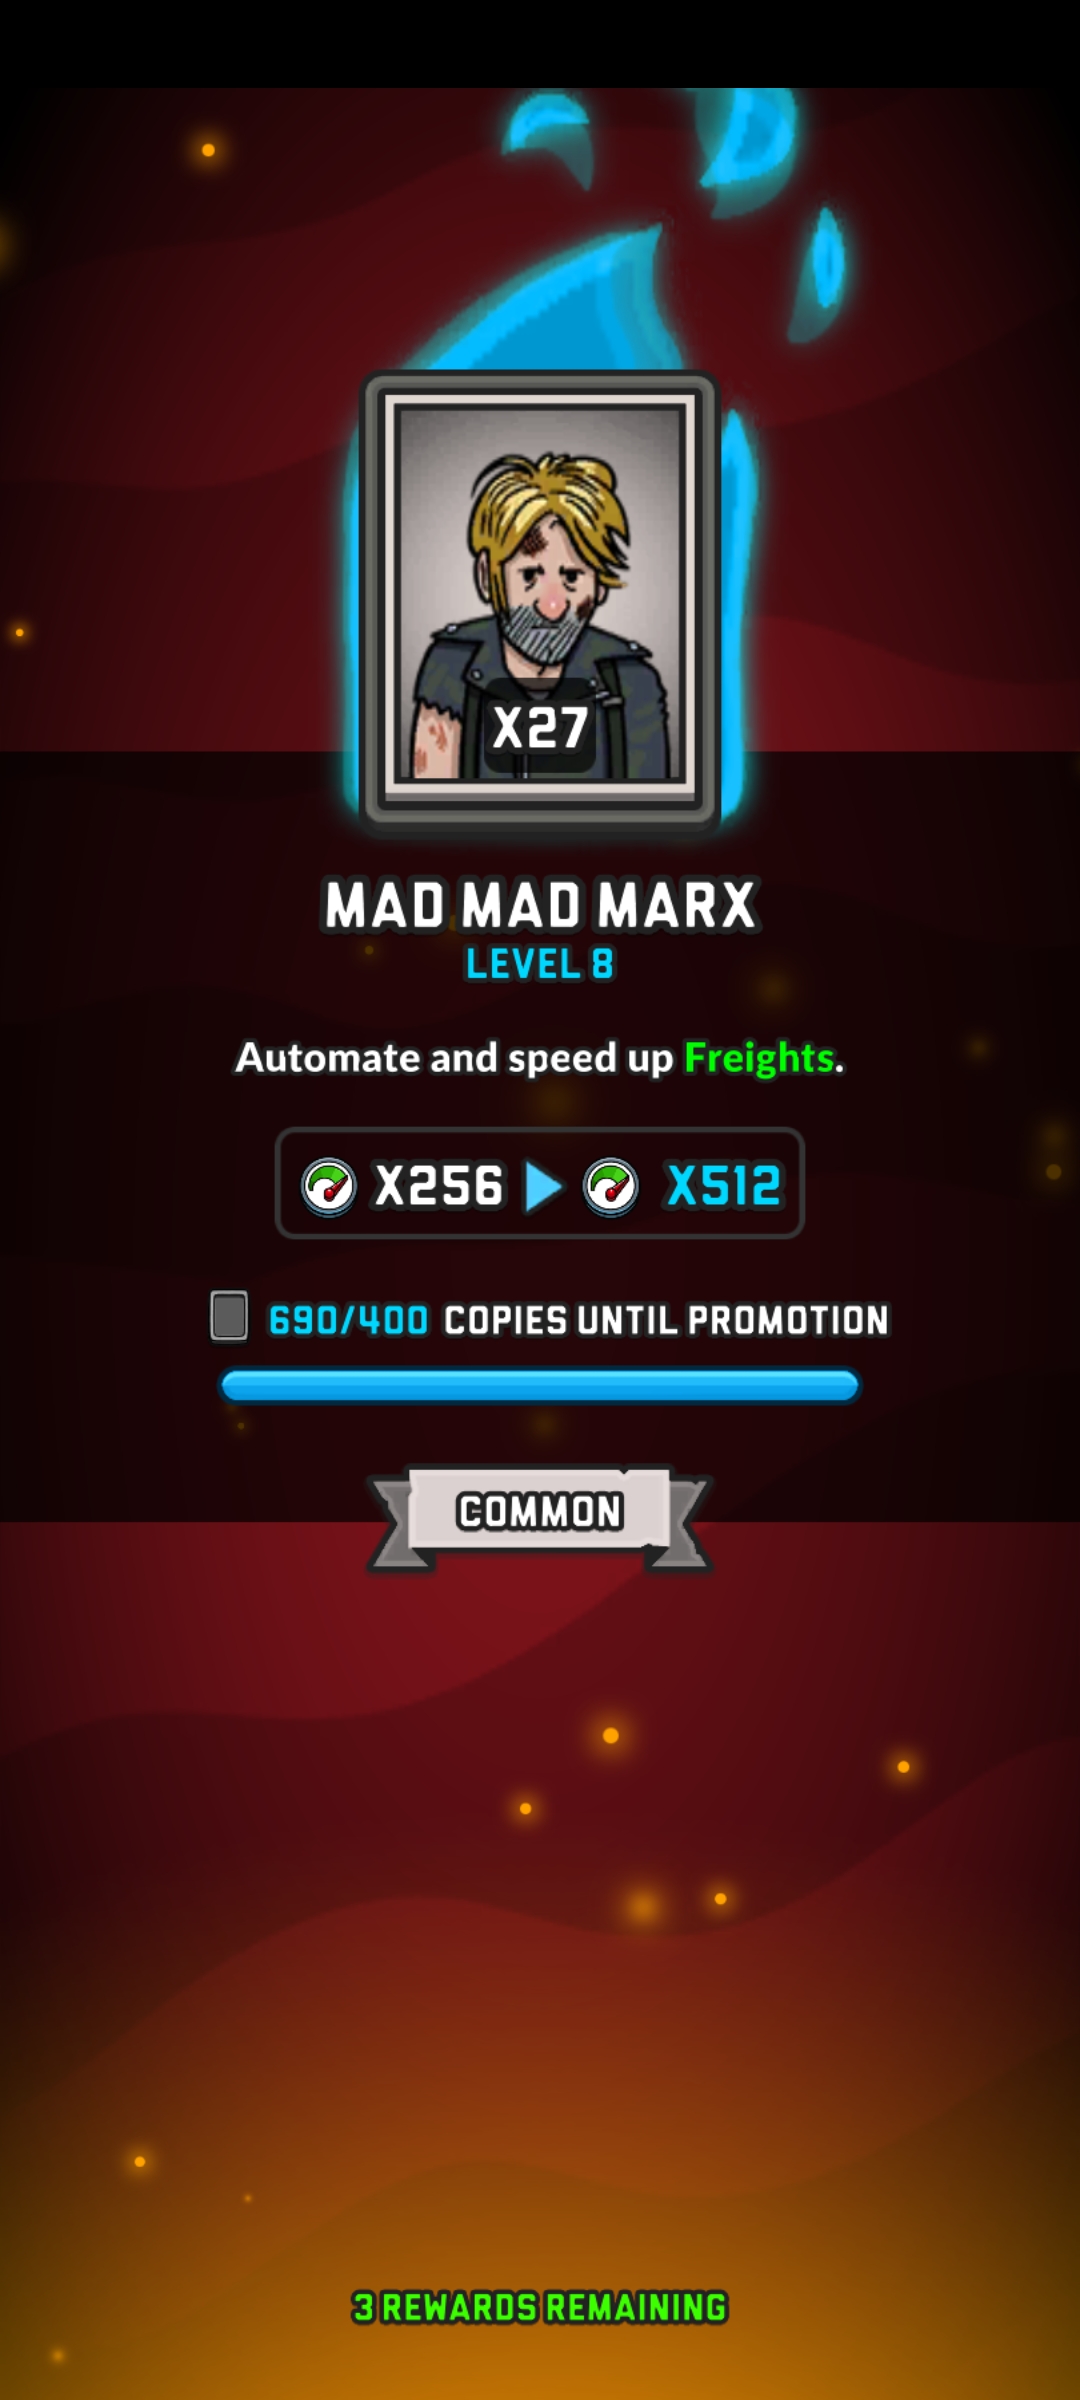 X27
MAD MAD MARX
LEVEL 8
Automate and speed up Freights.
X256 X512
690/400 COPIES UNTIL PROMOTION
COMMON
3 REWARDS REMAINING